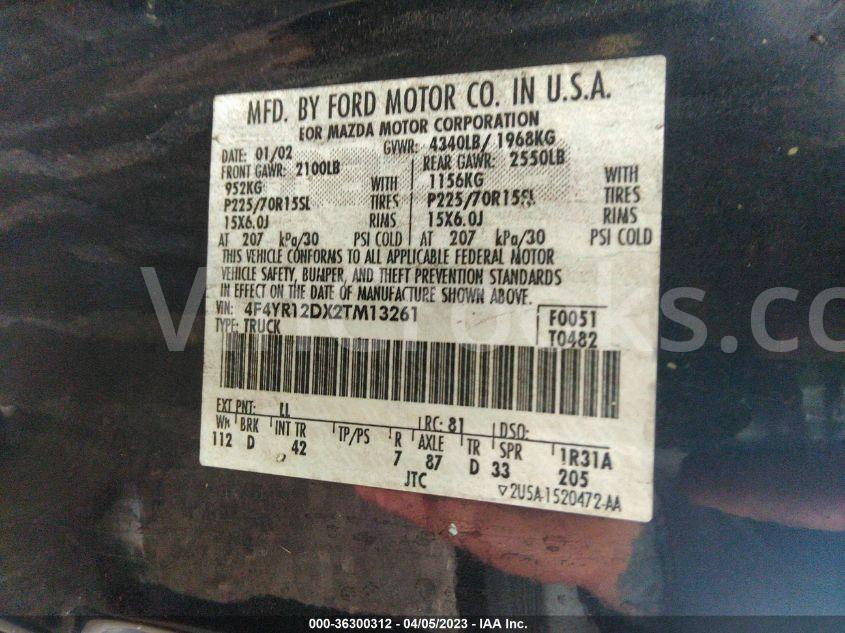 MFD. BY FORD MOTOR CO. IN U.S.A.
FOR MAZDA MOTOR CORPORATION
DATE: 01/02 GVWR: 4340LB/ 1968KG
FRONT GAWR: 2100LB REAR GAWR: 2550LB
952KG WITH 1156KG WITH
P225/70R15SL TIRES P225/70R15SL TIRES
15X6.0J RIMS 15X6.0J RIMS
AT 207 kPa/30 PSI COLD AT 207 kPa/30 PSI COLD
THIS VEHICLE CONFORMS TO ALL APPLICABLE FEDERAL MOTOR
VEHICLE SAFETY, BUMPER, AND THEFT PREVENTION STANDARDS
IN EFFECT ON THE DATE OF MANUFACTURE SHOWN ABOVE.
VIN: 4F4YR12DX2TM13261 F0051
TYPE: TRUCK T0482
EXT PNT: LL RC: 81 DSO:
WB BRK INT TR TP/PS R AXLE TR SPR 1R31A
112 D 42 7 87 D 33 205
JTC 2U5A-1520472-AA
000-36300312 - 04/05/2023 - IAA Inc.